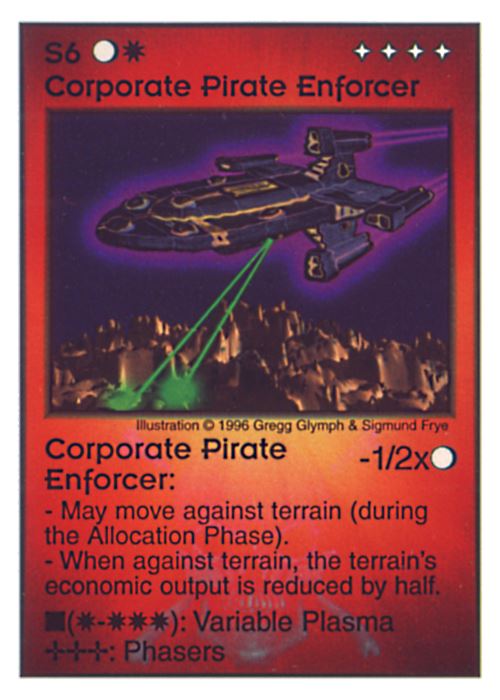 S6
Corporate Pirate Enforcer
Illustration © 1996 Gregg Glymph & Sigmund Frye
Corporate Pirate
Enforcer:
-1/2x
- May move against terrain (during
the Allocation Phase).
- When against terrain, the terrain's
economic output is reduced by half.
■(✷-✷✷✷): Variable Plasma
✢✢✢: Phasers